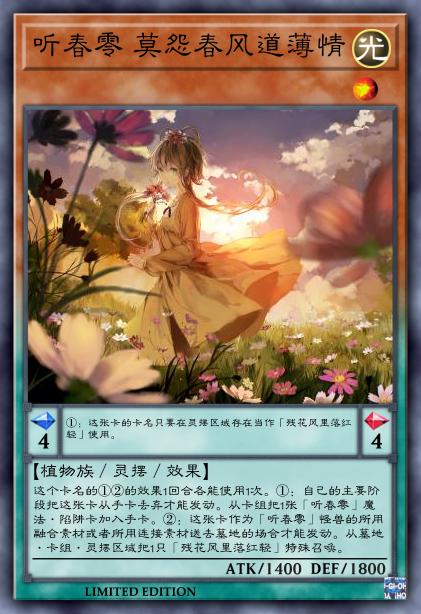 听春零 莫怨春风道薄情
光
4
①：这张卡的卡名只要在灵摆区域存在当作「残花风里落红
轻」使用。
4
【植物族／灵摆／效果】
这个卡名的①②的效果1回合各能使用1次。①：自己的主要阶
段把这张卡从手卡丢弃才能发动。从卡组把1张「听春零」魔
法·陷阱卡加入手卡。②：这张卡作为「听春零」怪兽的所用
融合素材或者所用连接素材送去墓地的场合才能发动。从墓地
·卡组·灵摆区域把1只「残花风里落红轻」特殊召唤。
ATK/1400 DEF/1800
LIMITED EDITION